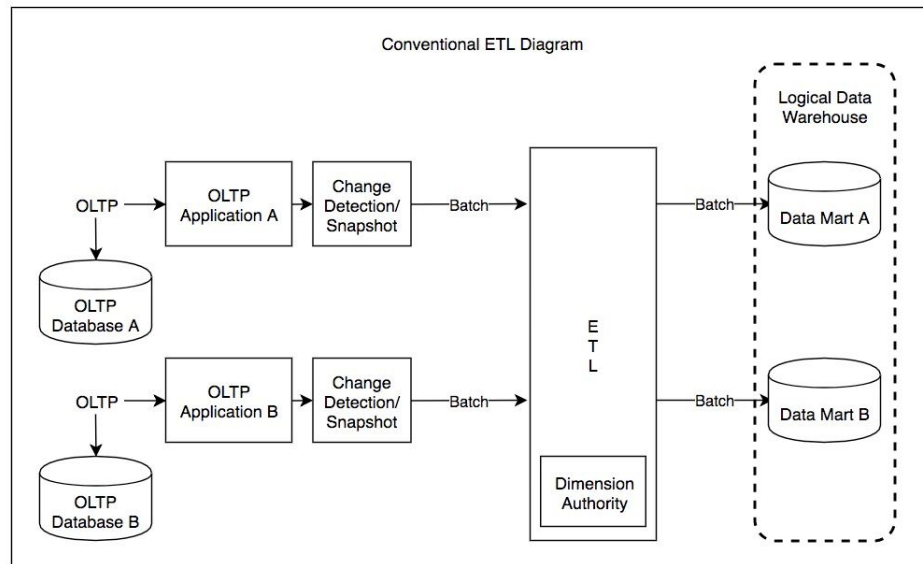 Conventional ETL Diagram
Logical Data
Warehouse
OLTP
OLTP
Application A
Change
Detection/
Snapshot
Batch
Batch
Data Mart A
OLTP
Database A
E
T
L
OLTP
OLTP
Application B
Change
Detection/
Snapshot
Batch
Batch
Data Mart B
Dimension
Authority
OLTP
Database B